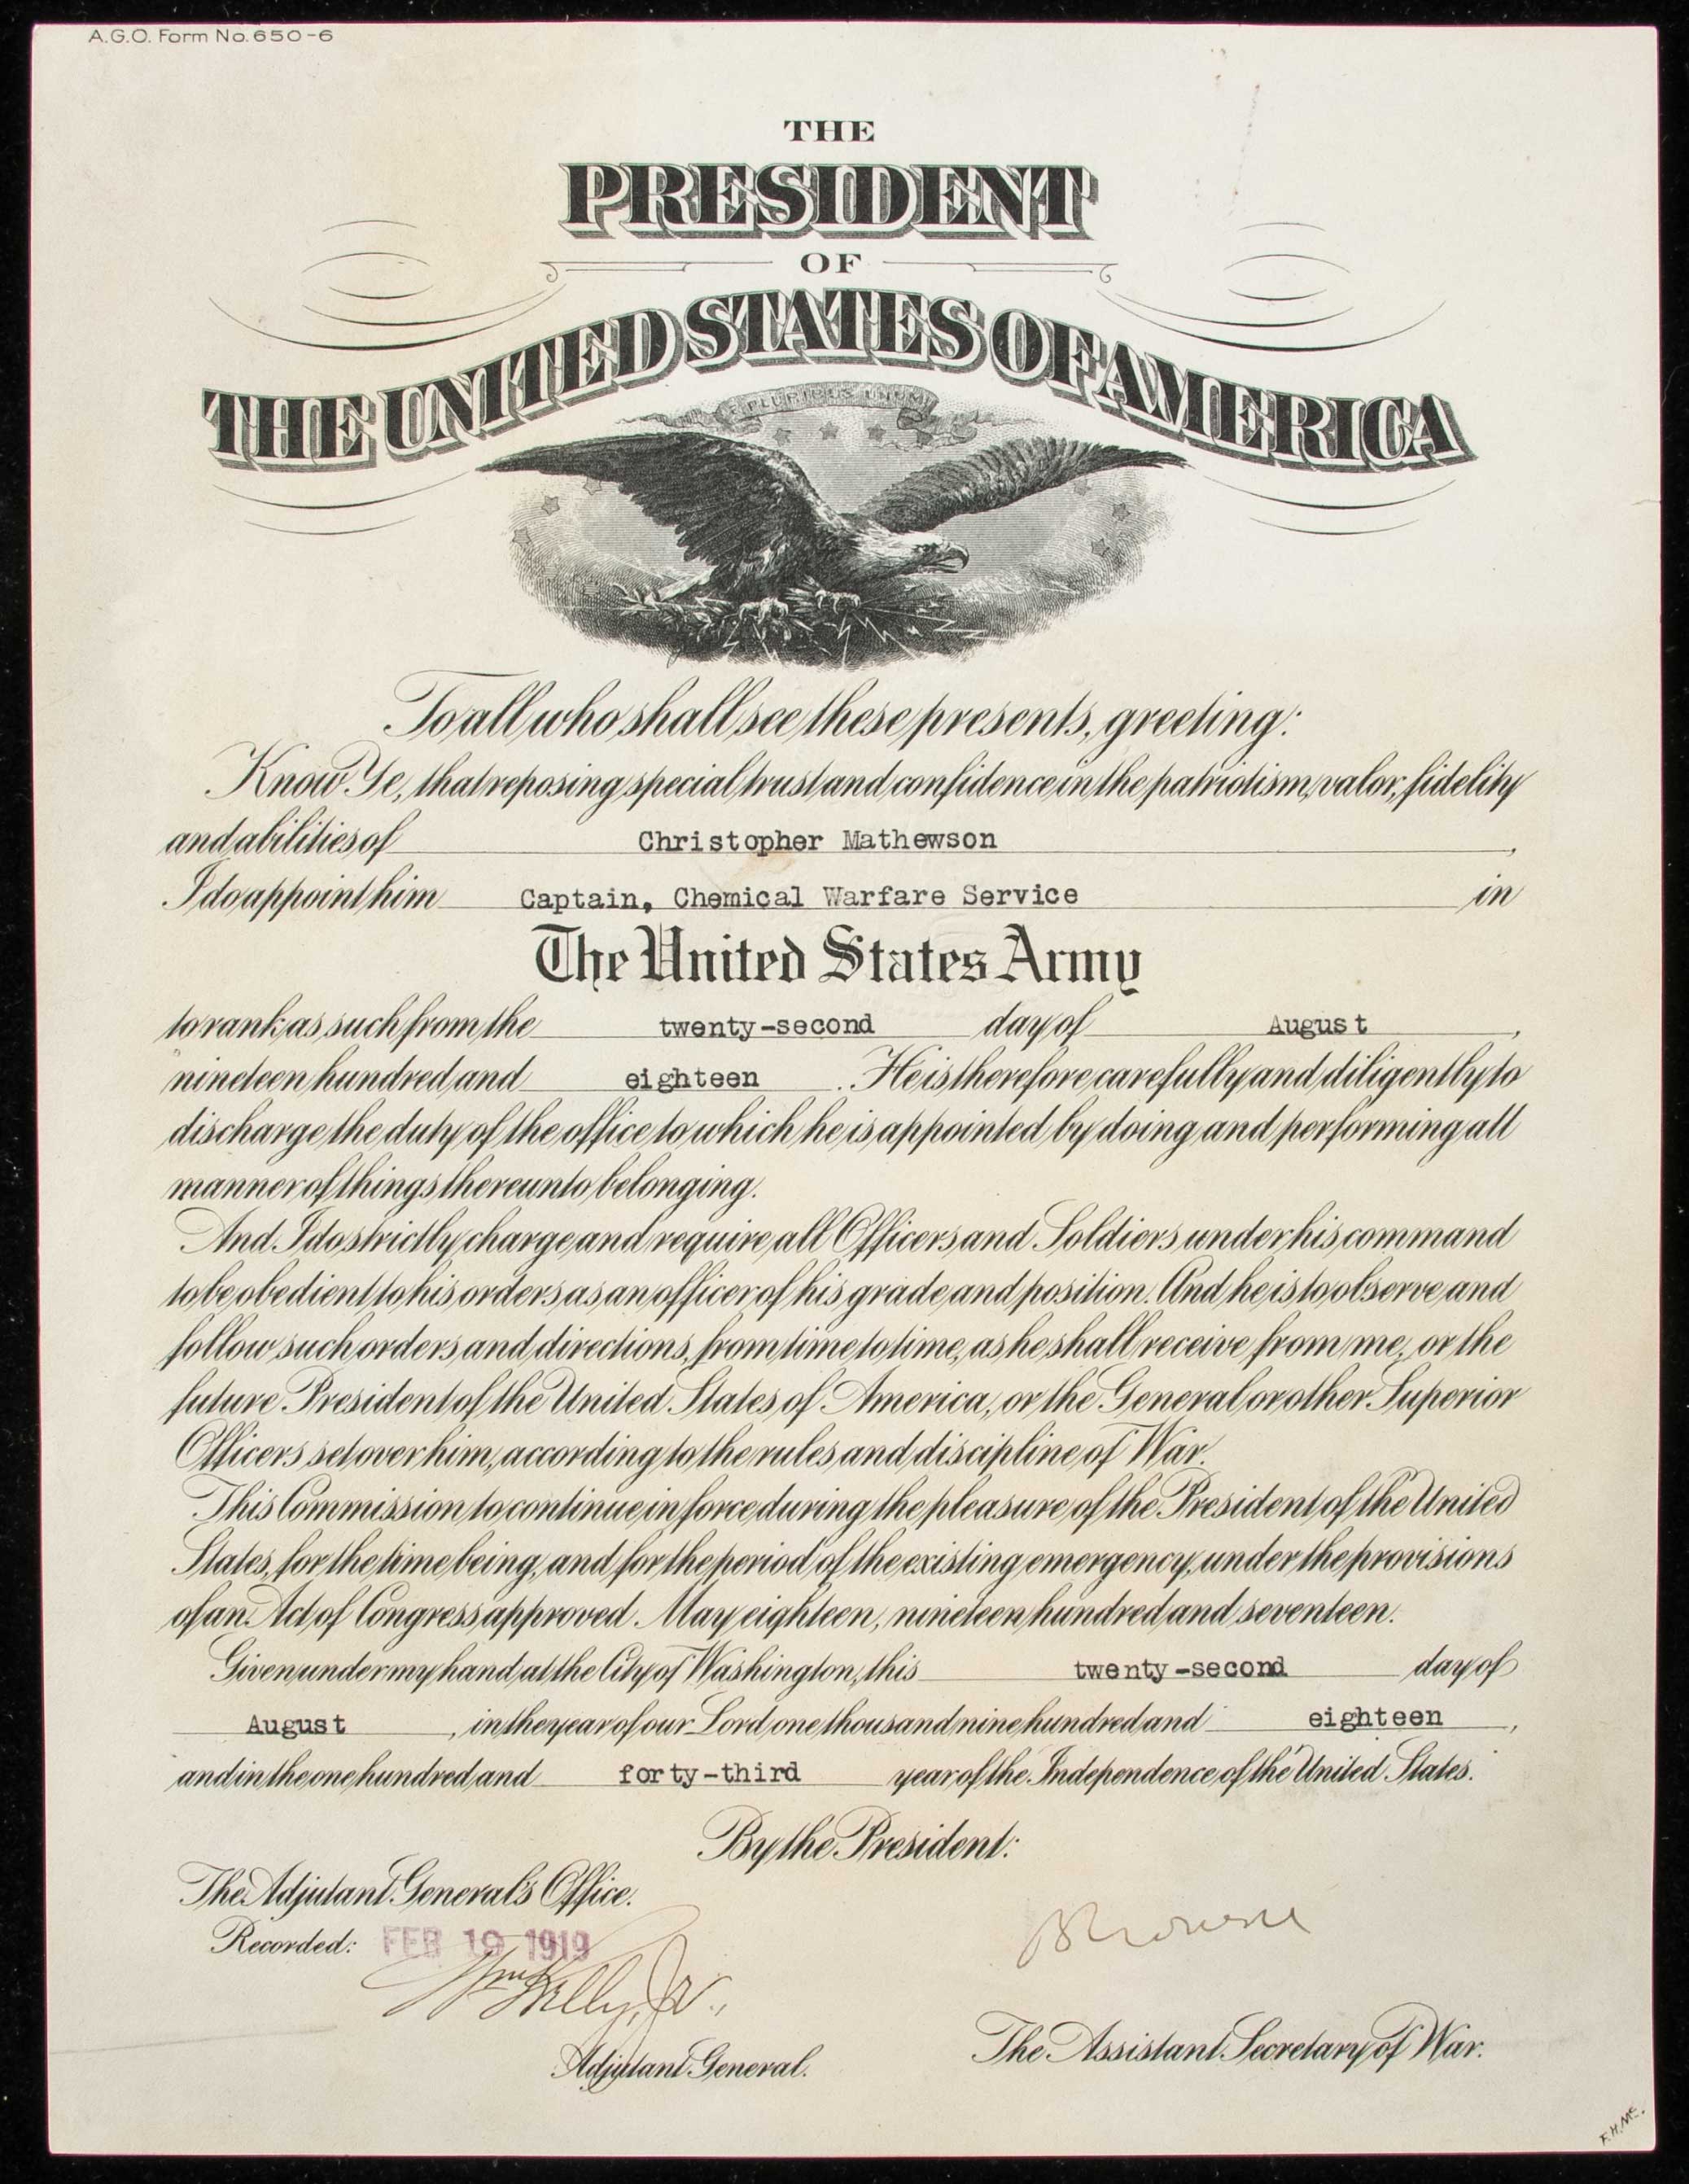 A.G.O. Form No. 650-6
THE
PRESIDENT
OF
THE UNITED STATES OF AMERICA
E PLURIBUS UNUM
To all who shall see these presents, greeting:
Know Ye, that reposing special trust and confidence in the patriotism, valor, fidelity
and abilities of Christopher Mathewson,
I do appoint him Captain, Chemical Warfare Service in
The United States Army
to rank as such from the twenty-second day of August,
nineteen hundred and eighteen. He is therefore carefully and diligently to
discharge the duty of the office to which he is appointed by doing and performing all
manner of things thereunto belonging.
And I do strictly charge and require all Officers and Soldiers under his command
to be obedient to his orders as an officer of his grade and position. And he is to observe and
follow such orders and directions, from time to time, as he shall receive from me, or the
future President of the United States of America, or the General or other Superior
Officers set over him, according to the rules and discipline of War.
This Commission to continue in force during the pleasure of the President of the United
States, for the time being, and for the period of the existing emergency, under the provisions
of an Act of Congress approved May eighteen, nineteen hundred and seventeen.
Given under my hand at the City of Washington, this twenty-second day of
August, in the year of our Lord one thousand nine hundred and eighteen,
and in the one hundred and forty-third year of the Independence of the United States.
By the President:
The Adjutant General's Office.
Recorded: FEB 19 1919
Wm Kelly, Jr.,
Adjutant General.
The Assistant Secretary of War.
F.H.Mc.